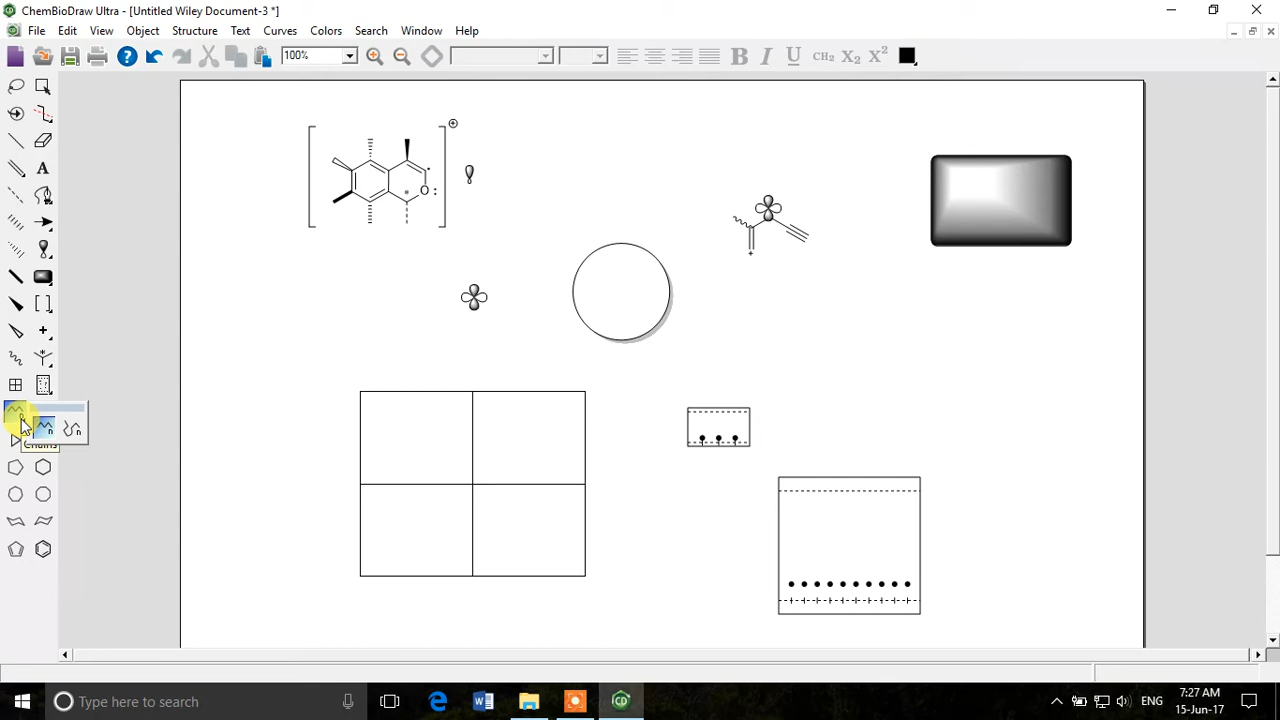 ChemBioDraw Ultra - [Untitled Wiley Document-3 *]
File Edit View Object Structure Text Curves Colors Search Window Help
100% B I U CH2 X2 X2
A
O :
Chains
Type here to search
ENG
7:27 AM
15-Jun-17